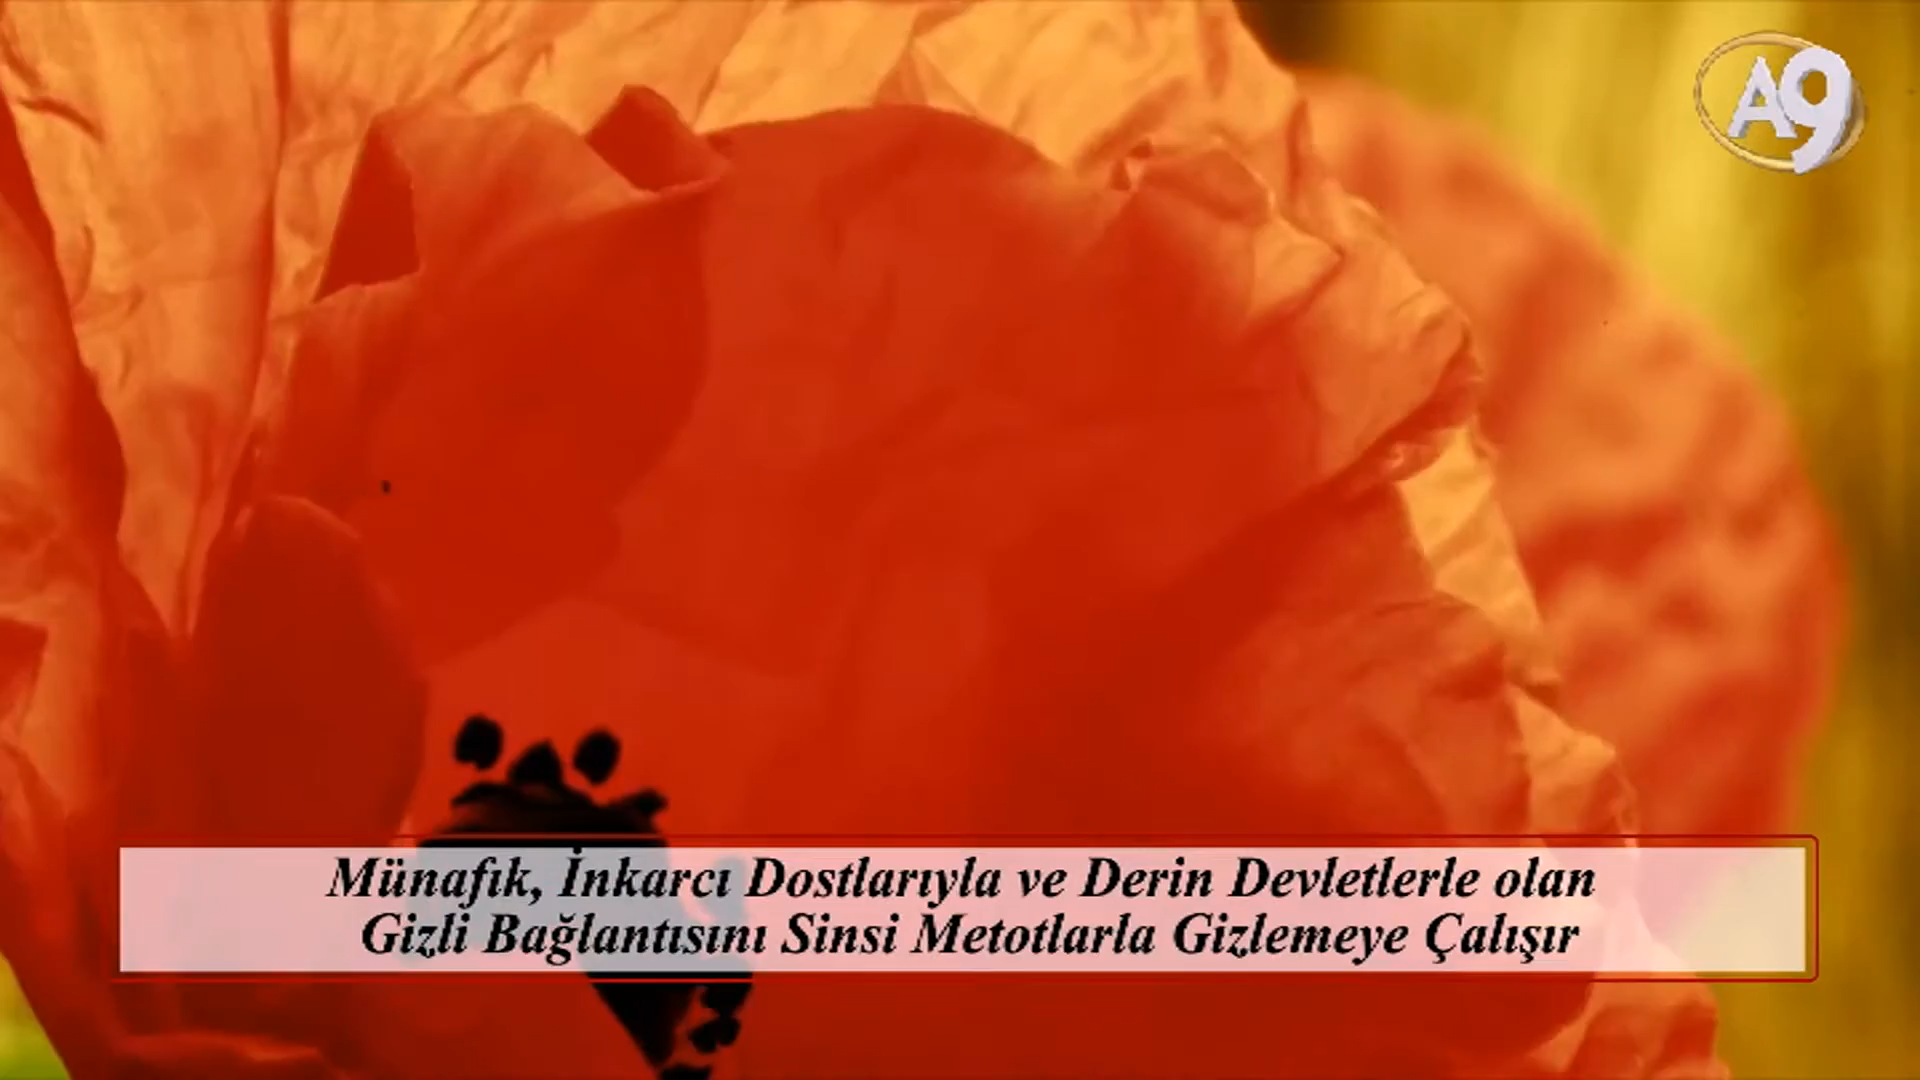 A9
Münafık, İnkarcı Dostlarıyla ve Derin Devletlerle olan
Gizli Bağlantısını Sinsi Metotlarla Gizlemeye Çalışır